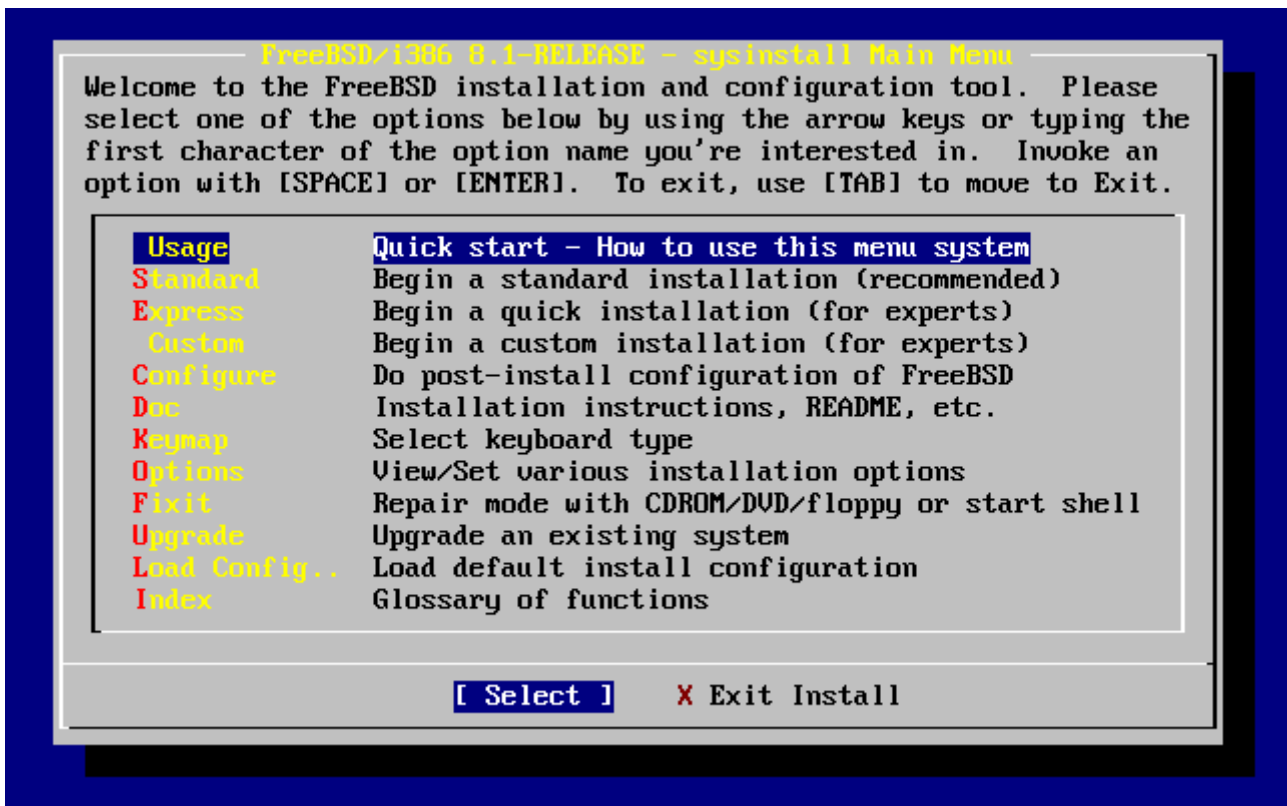 FreeBSD/i386 8.1-RELEASE - sysinstall Main Menu
Welcome to the FreeBSD installation and configuration tool.  Please
select one of the options below by using the arrow keys or typing the
first character of the option name you're interested in.  Invoke an
option with [SPACE] or [ENTER].  To exit, use [TAB] to move to Exit.
Usage Quick start - How to use this menu system
Standard Begin a standard installation (recommended)
Express Begin a quick installation (for experts)
Custom Begin a custom installation (for experts)
Configure Do post-install configuration of FreeBSD
Doc Installation instructions, README, etc.
Keymap Select keyboard type
Options View/Set various installation options
Fixit Repair mode with CDROM/DVD/floppy or start shell
Upgrade Upgrade an existing system
Load Config.. Load default install configuration
Index Glossary of functions
[ Select ] X Exit Install